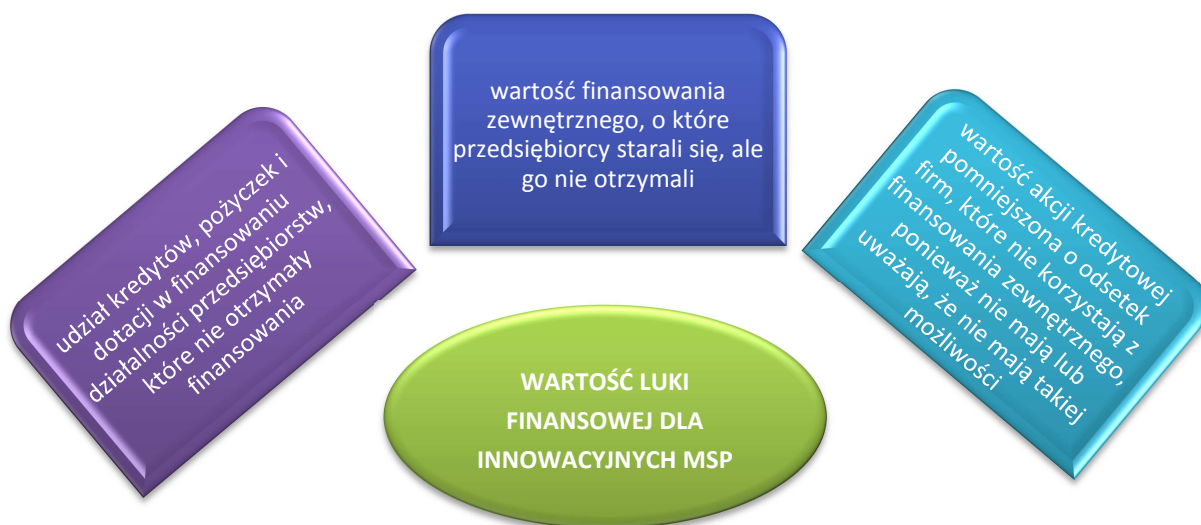 udział kredytów, pożyczek i
dotacji w finansowaniu
działalności przedsiębiorstw,
które nie otrzymały
finansowania
wartość finansowania
zewnętrznego, o które
przedsiębiorcy starali się, ale
go nie otrzymali
wartość akcji kredytowej
pomniejszona o odsetek
firm, które nie korzystają z
finansowania zewnętrznego,
ponieważ nie mają lub
uważają, że nie mają takiej
możliwości
WARTOŚĆ LUKI
FINANSOWEJ DLA
INNOWACYJNYCH MSP